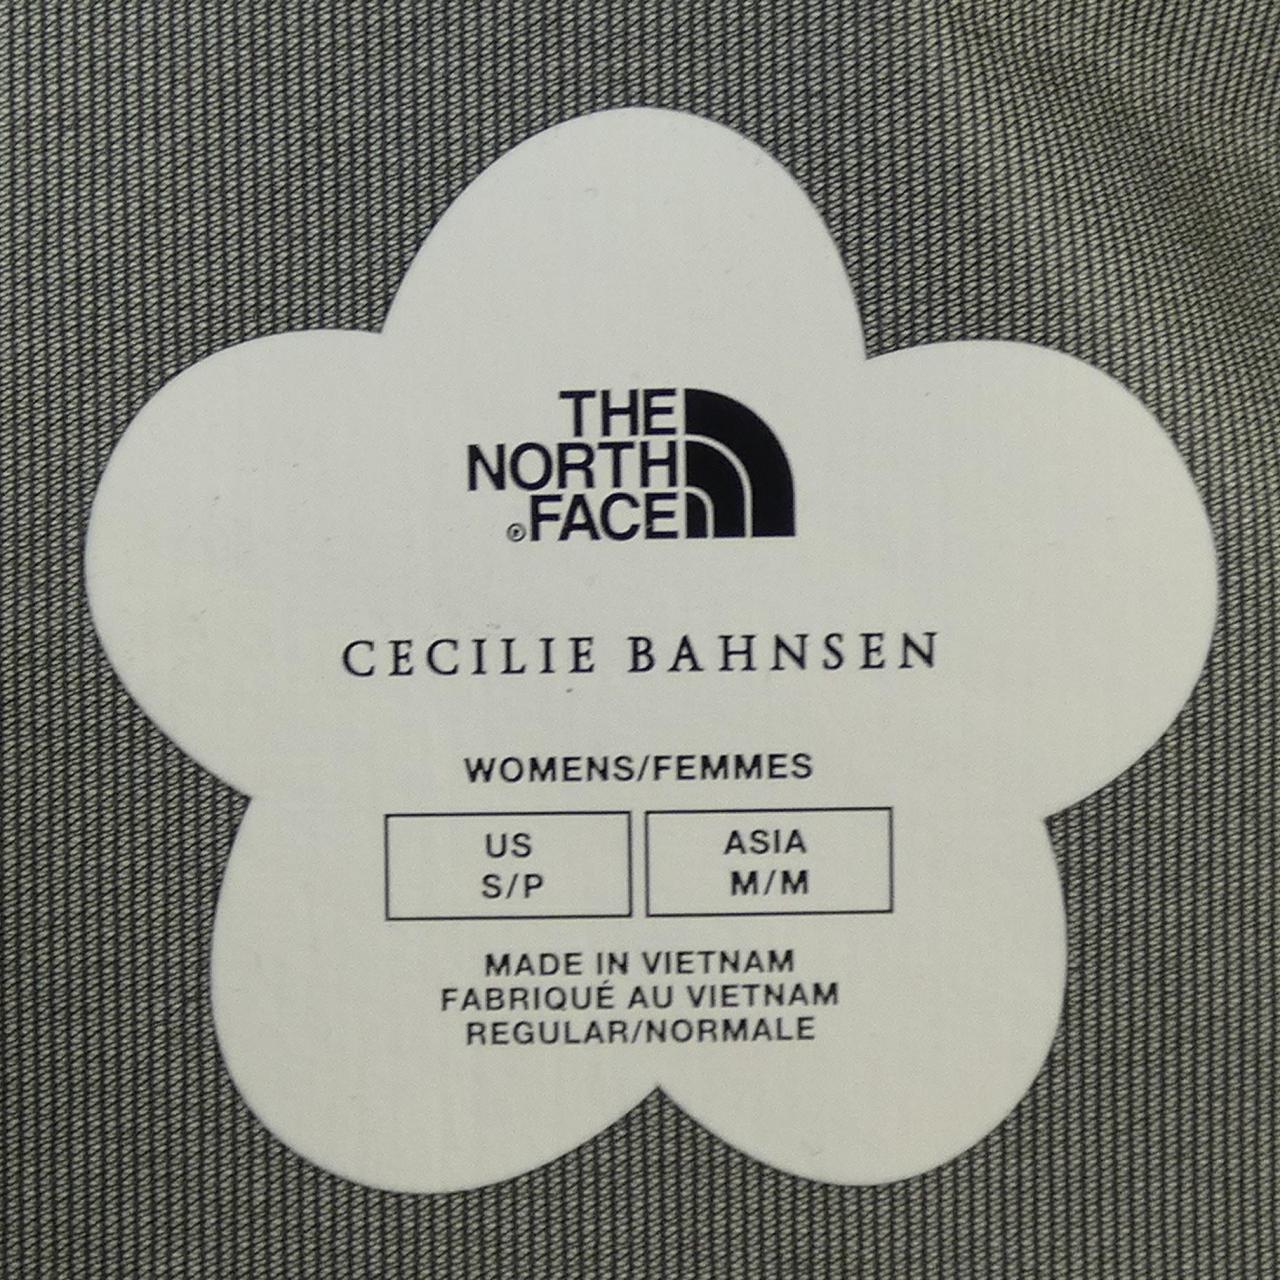 THE
NORTH
®FACE
CECILIE BAHNSEN
WOMENS/FEMMES
US
S/P
ASIA
M/M
MADE IN VIETNAM
FABRIQUÉ AU VIETNAM
REGULAR/NORMALE